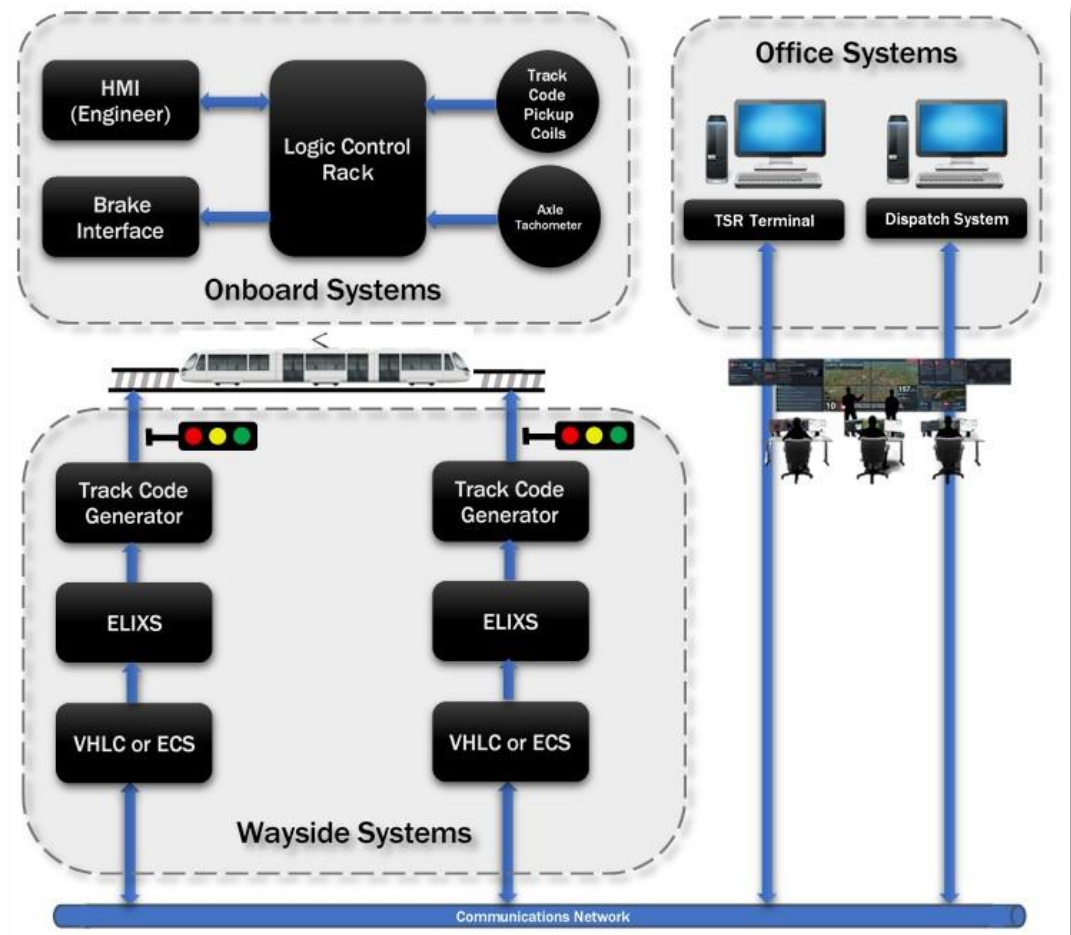 HMI
(Engineer)
Logic Control
Rack
Track
Code
Pickup
Coils
Brake
Interface
Axle
Tachometer
Onboard Systems
Office Systems
TSR Terminal
Dispatch System
157
10
Track Code
Generator
ELIXS
VHLC or ECS
Track Code
Generator
ELIXS
VHLC or ECS
Wayside Systems
Communications Network